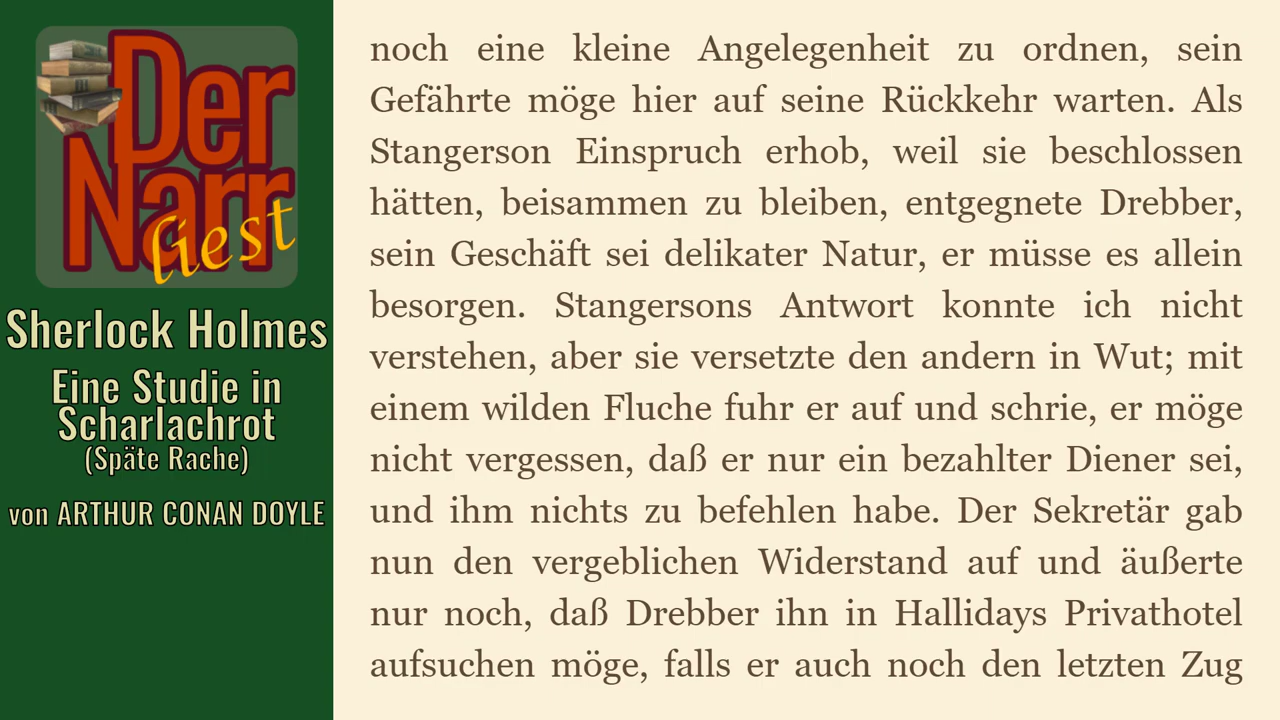 Der
Narr
liest
Sherlock Holmes
Eine Studie in
Scharlachrot
(Späte Rache)
von ARTHUR CONAN DOYLE
noch eine kleine Angelegenheit zu ordnen, sein
Gefährte möge hier auf seine Rückkehr warten. Als
Stangerson Einspruch erhob, weil sie beschlossen
hätten, beisammen zu bleiben, entgegnete Drebber,
sein Geschäft sei delikater Natur, er müsse es allein
besorgen. Stangersons Antwort konnte ich nicht
verstehen, aber sie versetzte den andern in Wut; mit
einem wilden Fluche fuhr er auf und schrie, er möge
nicht vergessen, daß er nur ein bezahlter Diener sei,
und ihm nichts zu befehlen habe. Der Sekretär gab
nun den vergeblichen Widerstand auf und äußerte
nur noch, daß Drebber ihn in Hallidays Privathotel
aufsuchen möge, falls er auch noch den letzten Zug